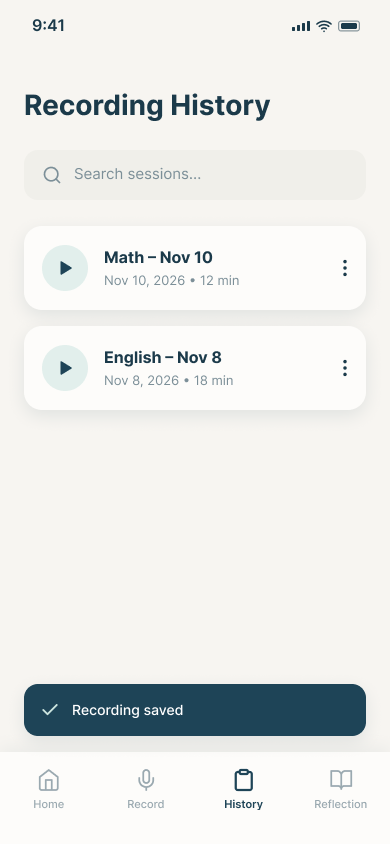 9:41
Recording History
Search sessions...
Math – Nov 10
Nov 10, 2026 • 12 min
English – Nov 8
Nov 8, 2026 • 18 min
Recording saved
Home
Record
History
Reflection